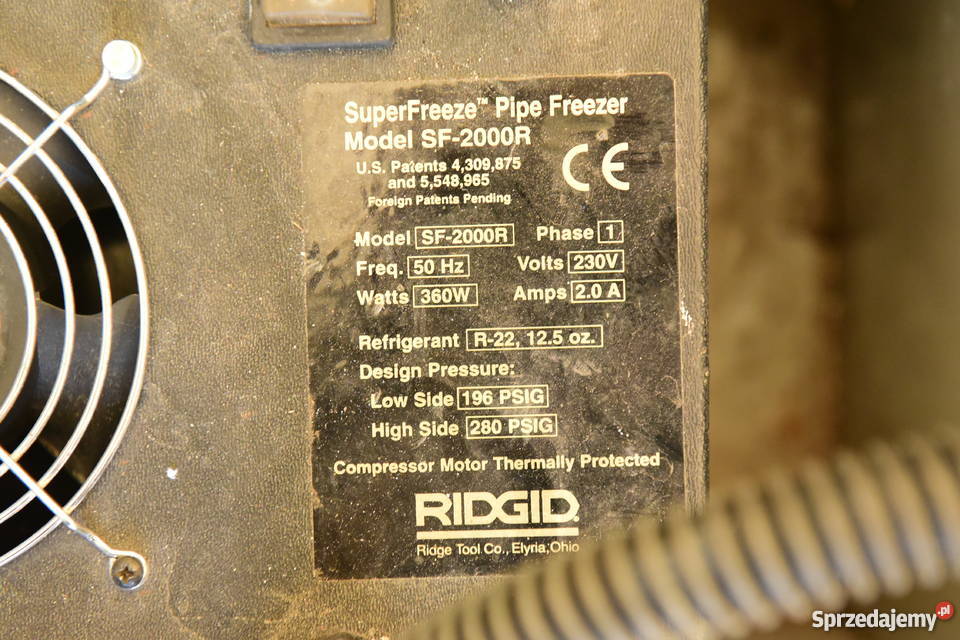 SuperFreeze™ Pipe Freezer
Model SF-2000R
U.S. Patents 4,309,875
and 5,548,965
Foreign Patents Pending
CE
Model SF-2000R Phase 1
Freq. 50 Hz Volts 230V
Watts 360W Amps 2.0 A
Refrigerant R-22, 12.5 oz.
Design Pressure:
Low Side 196 PSIG
High Side 280 PSIG
Compressor Motor Thermally Protected
RIDGID
Ridge Tool Co., Elyria, Ohio
Sprzedajemy.pl